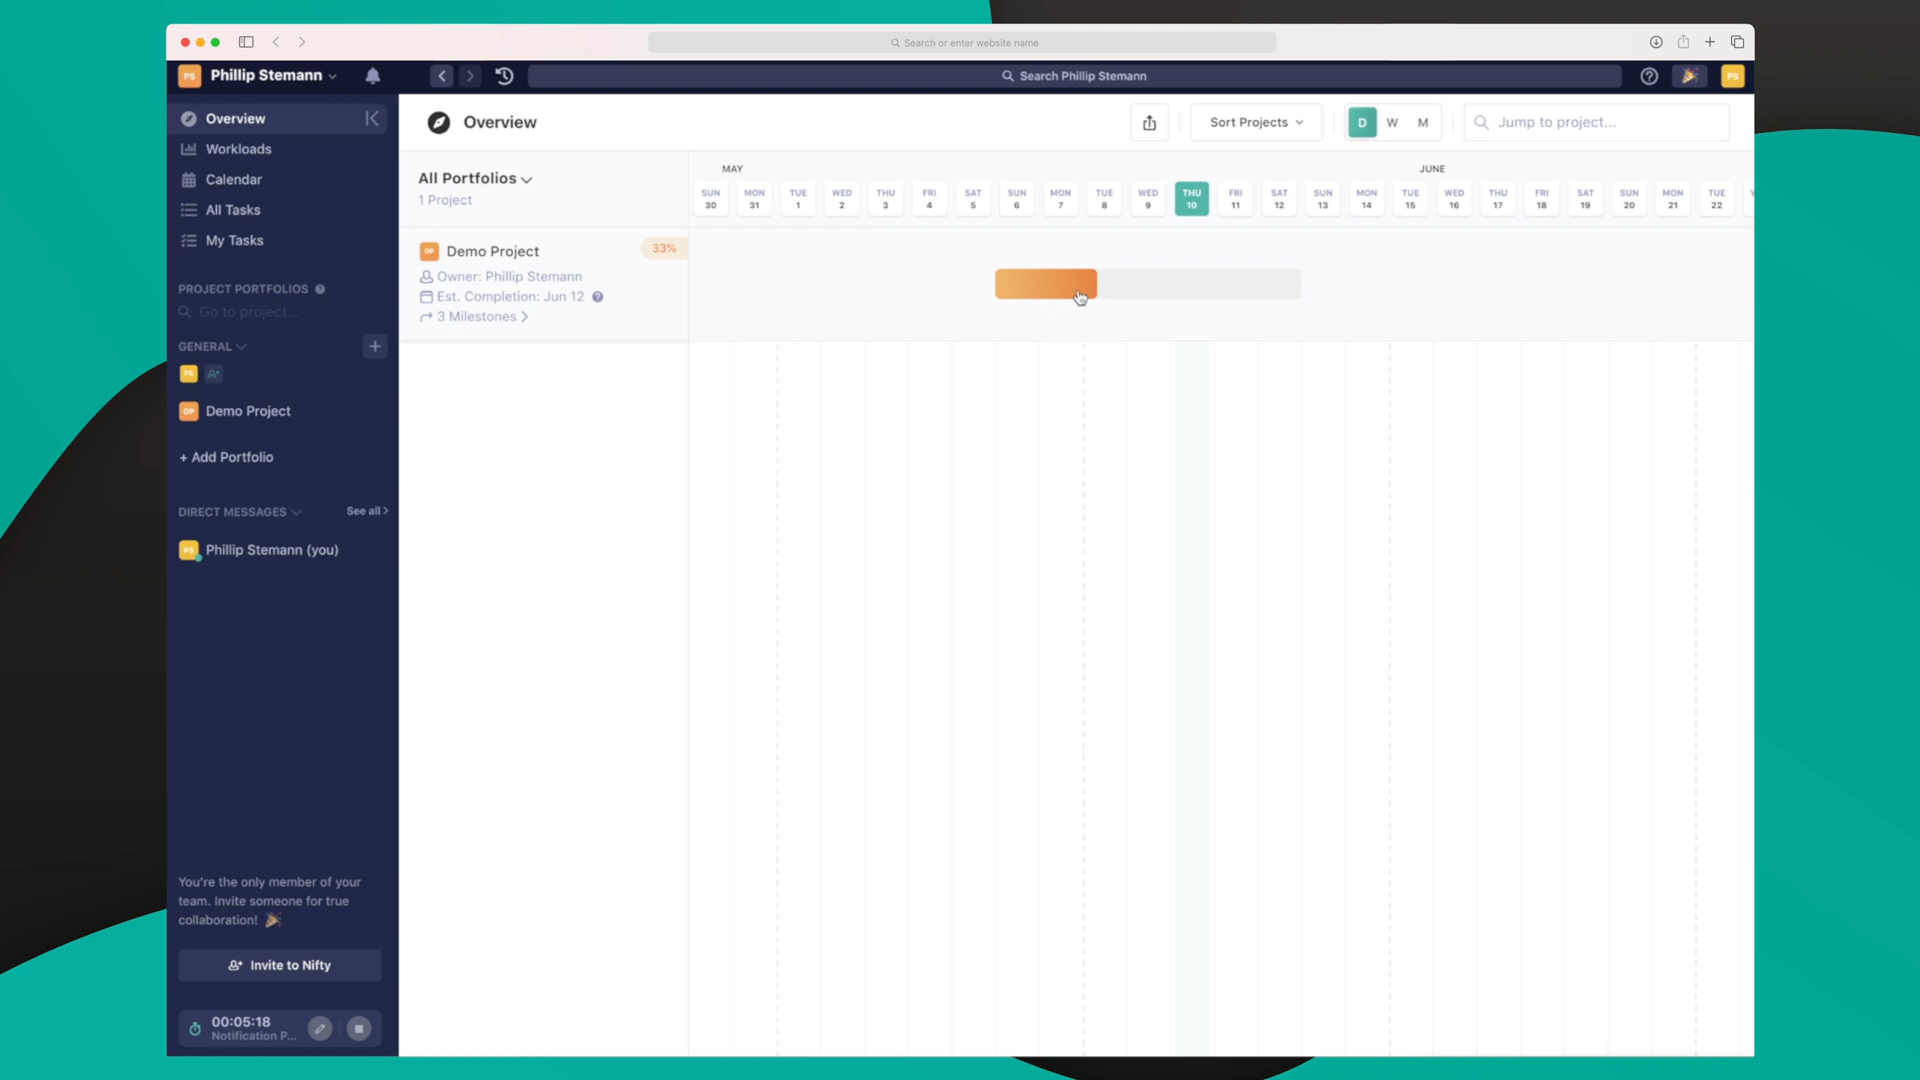 Search or enter website name
PS Phillip Stemann
Search Phillip Stemann
PS
Overview
Workloads
Calendar
All Tasks
My Tasks
PROJECT PORTFOLIOS
Go to project...
GENERAL
PS
DP Demo Project
+ Add Portfolio
DIRECT MESSAGES See all
PS Phillip Stemann (you)
You're the only member of your
team. Invite someone for true
collaboration!
Invite to Nifty
00:05:18
Notification P...
Overview
Sort Projects
D W M
Jump to project...
All Portfolios
1 Project
MAY JUNE
SUN MON TUE WED THU FRI SAT SUN MON TUE WED THU FRI SAT SUN MON TUE WED THU FRI SAT SUN MON TUE
30 31 1 2 3 4 5 6 7 8 9 10 11 12 13 14 15 16 17 18 19 20 21 22
DP Demo Project 33%
Owner: Phillip Stemann
Est. Completion: Jun 12
3 Milestones